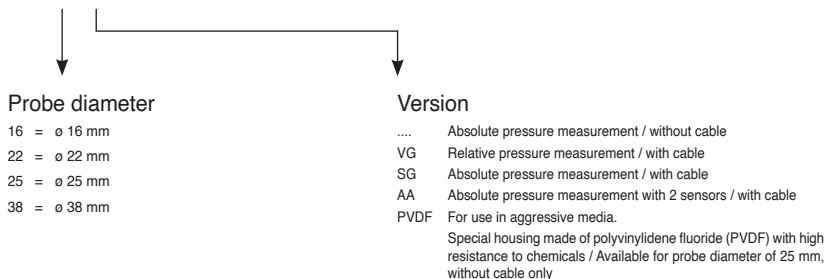 Probe diameter
16 = ø 16 mm
22 = ø 22 mm
25 = ø 25 mm
38 = ø 38 mm
Version
.... Absolute pressure measurement / without cable
VG Relative pressure measurement / with cable
SG Absolute pressure measurement / with cable
AA Absolute pressure measurement with 2 sensors / with cable
PVDF For use in aggressive media.
Special housing made of polyvinylidene fluoride (PVDF) with high
resistance to chemicals / Available for probe diameter of 25 mm,
without cable only